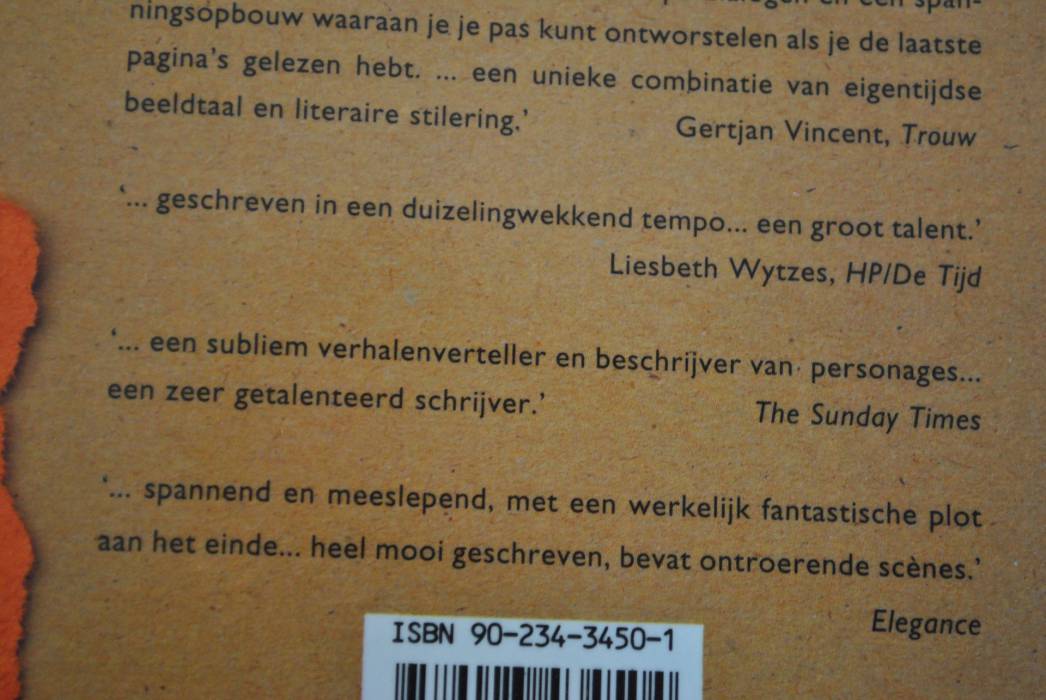 ningsopbouw waaraan je je pas kunt ontworstelen als je de laatste
pagina's gelezen hebt. ... een unieke combinatie van eigentijdse
beeldtaal en literaire stilering.' Gertjan Vincent, Trouw
'... geschreven in een duizelingwekkend tempo... een groot talent.'
Liesbeth Wytzes, HP/De Tijd
'... een subliem verhalenverteller en beschrijver van personages...
een zeer getalenteerd schrijver.' The Sunday Times
'... spannend en meeslepend, met een werkelijk fantastische plot
aan het einde... heel mooi geschreven, bevat ontroerende scènes.'
Elegance
ISBN 90-234-3450-1